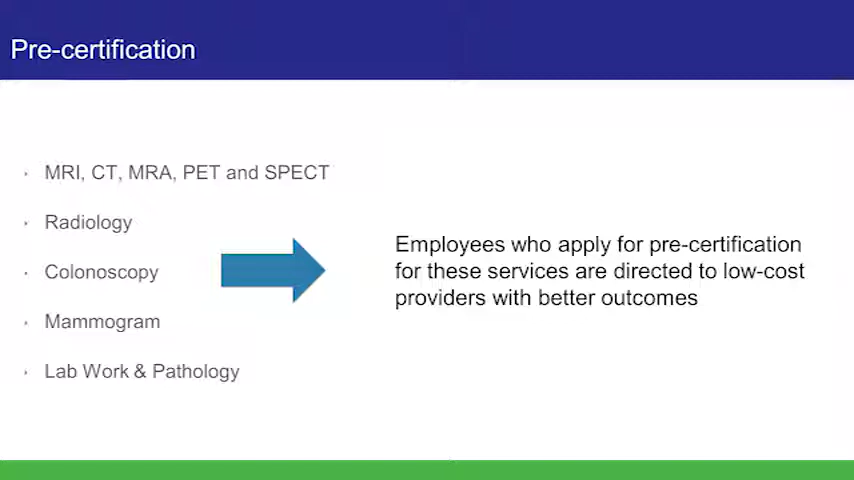 Pre-certification
MRI, CT, MRA, PET and SPECT
Radiology
Colonoscopy
Mammogram
Lab Work & Pathology
Employees who apply for pre-certification
for these services are directed to low-cost
providers with better outcomes